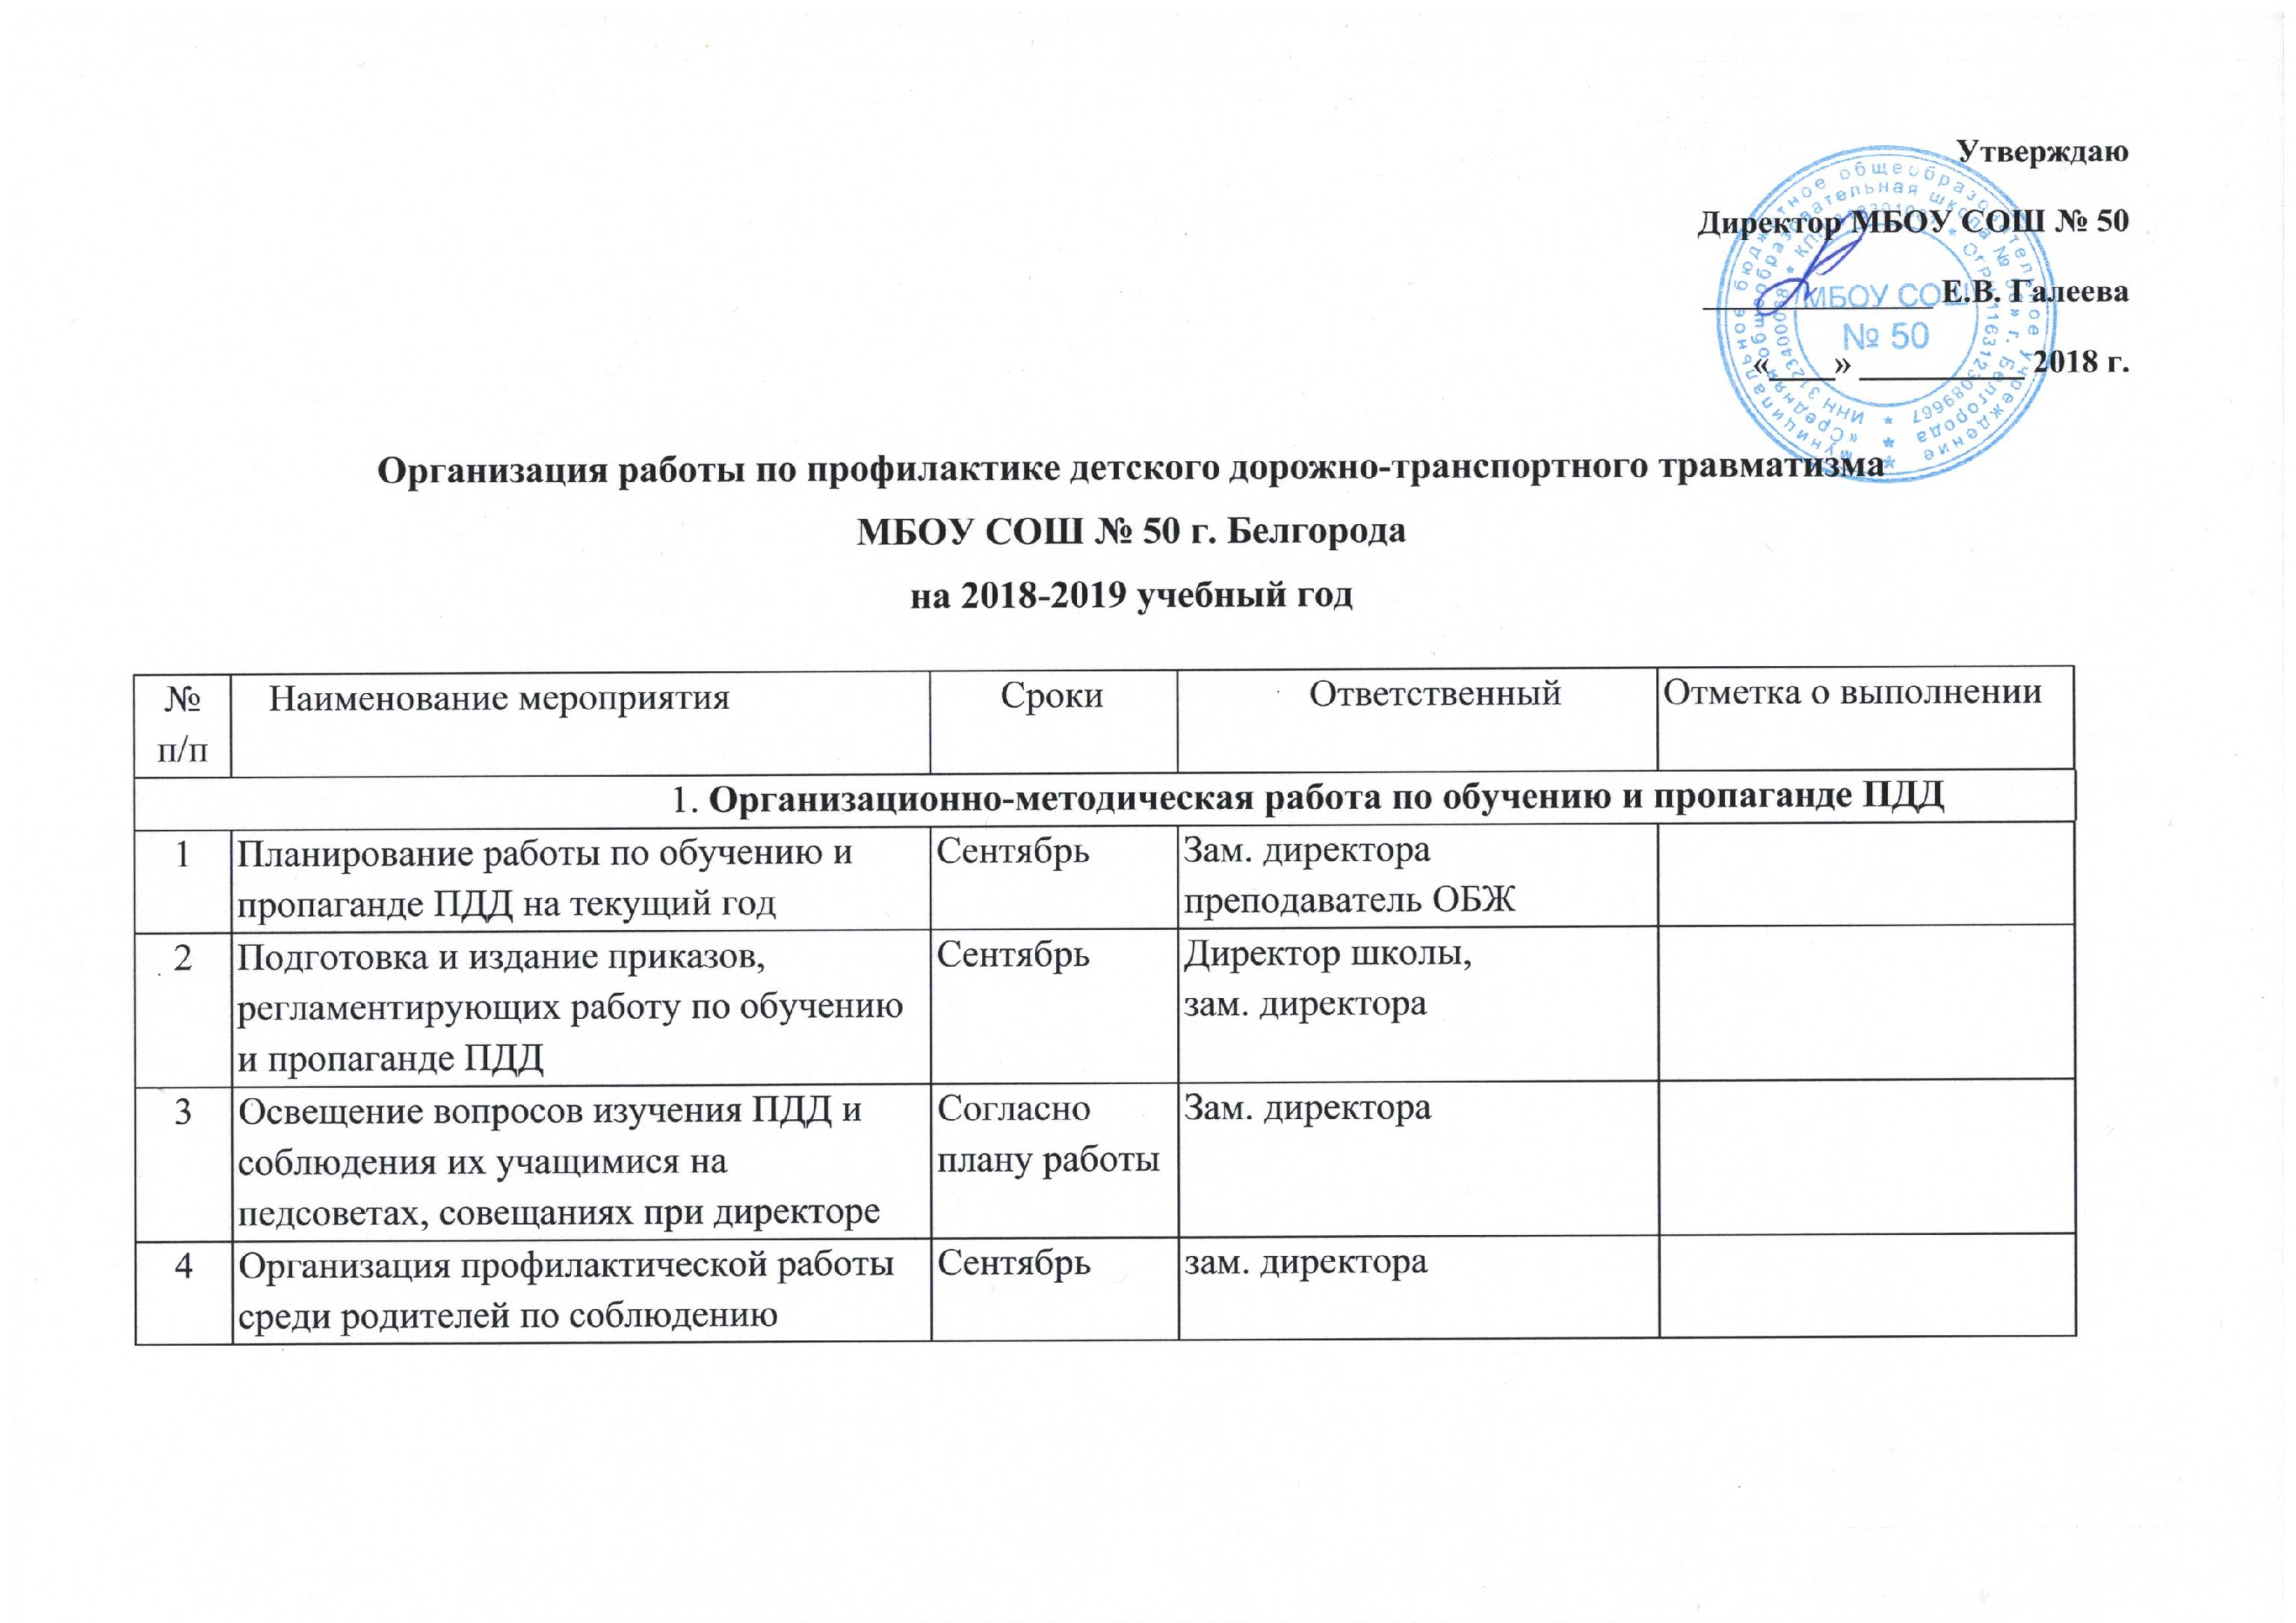 Утверждаю
Директор МБОУ СОШ № 50
______________ Е.В. Галеева
«____» __________ 2018 г.
МБОУ СОШ
№ 50
Организация работы по профилактике детского дорожно-транспортного травматизма
МБОУ СОШ № 50 г. Белгорода
на 2018-2019 учебный год
№ п/п Наименование мероприятия Сроки Ответственный Отметка о выполнении
1. Организационно-методическая работа по обучению и пропаганде ПДД
1 Планирование работы по обучению и Сентябрь Зам. директора
пропаганде ПДД на текущий год преподаватель ОБЖ
2 Подготовка и издание приказов, Сентябрь Директор школы,
регламентирующих работу по обучению зам. директора
и пропаганде ПДД
3 Освещение вопросов изучения ПДД и Согласно Зам. директора
соблюдения их учащимися на плану работы
педсоветах, совещаниях при директоре
4 Организация профилактической работы Сентябрь зам. директора
среди родителей по соблюдению